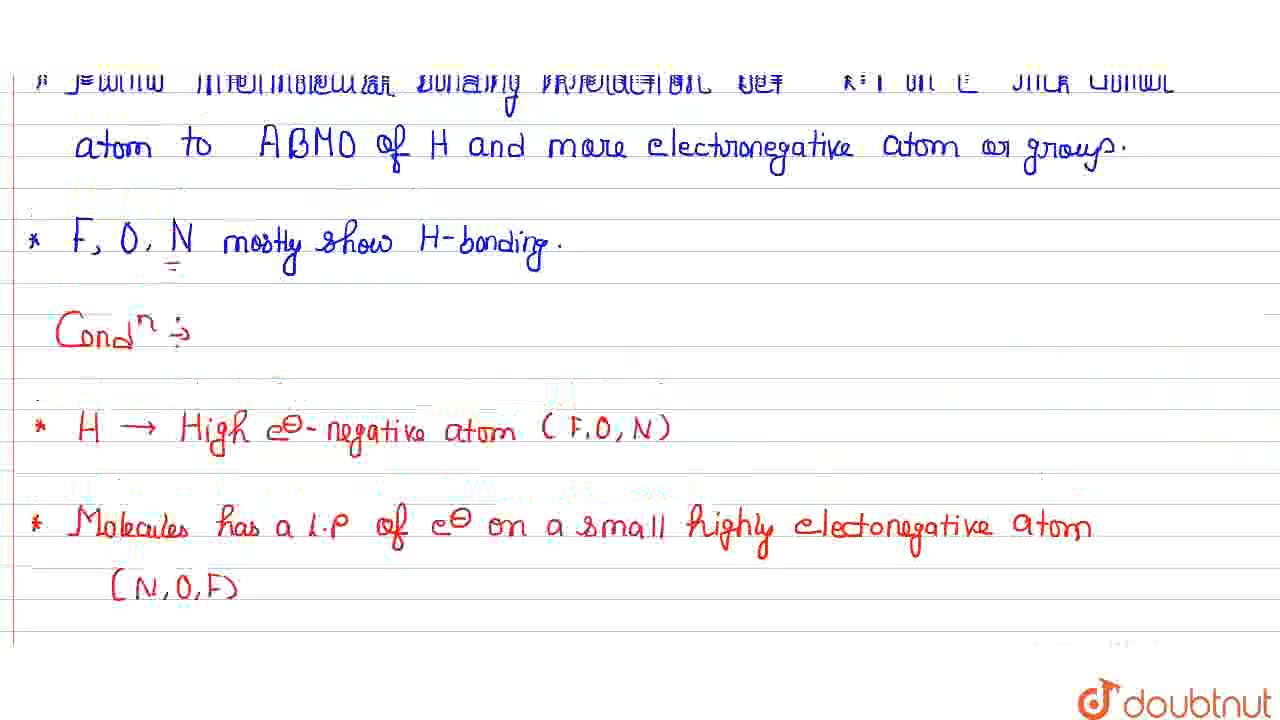 atom to ABMO of H and more electronegative atom or group.
* F, O, N mostly show H-bonding.
Condⁿ ÷>
* H → High e⊖-negative atom (F, O, N)
* Molecules has a L.P of e⊖ on a small highly electonegative atom
(N, O, F)
doubtnut